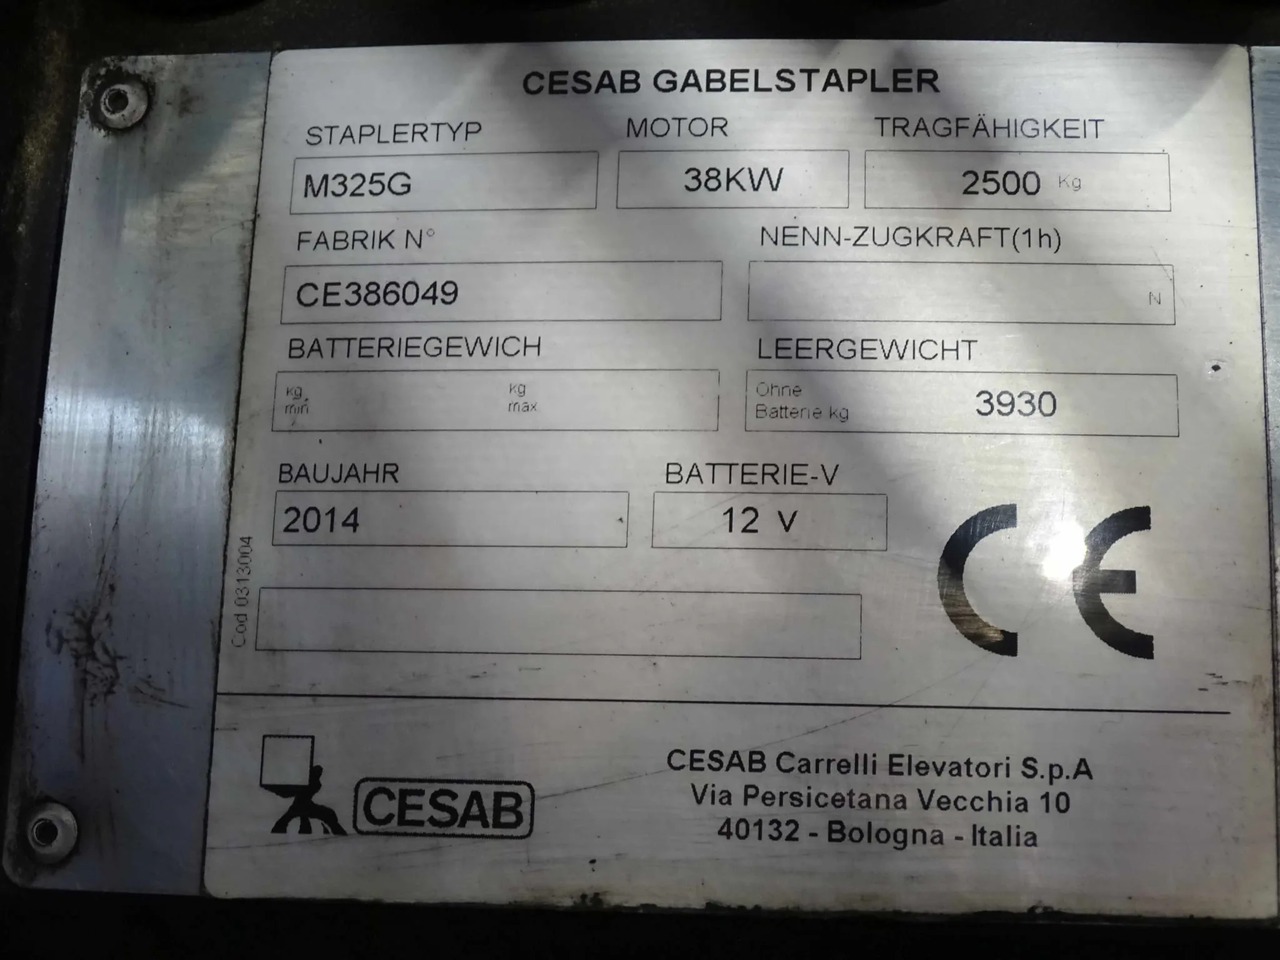 CESAB GABELSTAPLER
STAPLERTYP MOTOR TRAGFÄHIGKEIT
M325G 38KW 2500 Kg
FABRIK N° NENN-ZUGKRAFT(1h)
CE386049 N
BATTERIEGEWICH LEERGEWICHT
kg min kg max Ohne Batterie kg 3930
BAUJAHR BATTERIE-V
2014 12 V
CE
Cod 0313004
CESAB
CESAB Carrelli Elevatori S.p.A
Via Persicetana Vecchia 10
40132 - Bologna - Italia